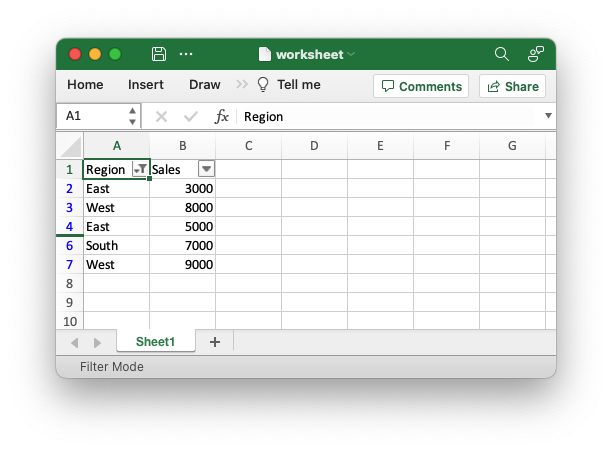 worksheet
Home Insert Draw Tell me Comments Share
A1 fx Region
A B C D E F G
1 Region Sales
2 East 3000
3 West 8000
4 East 5000
6 South 7000
7 West 9000
8
9
10
Sheet1 +
Filter Mode